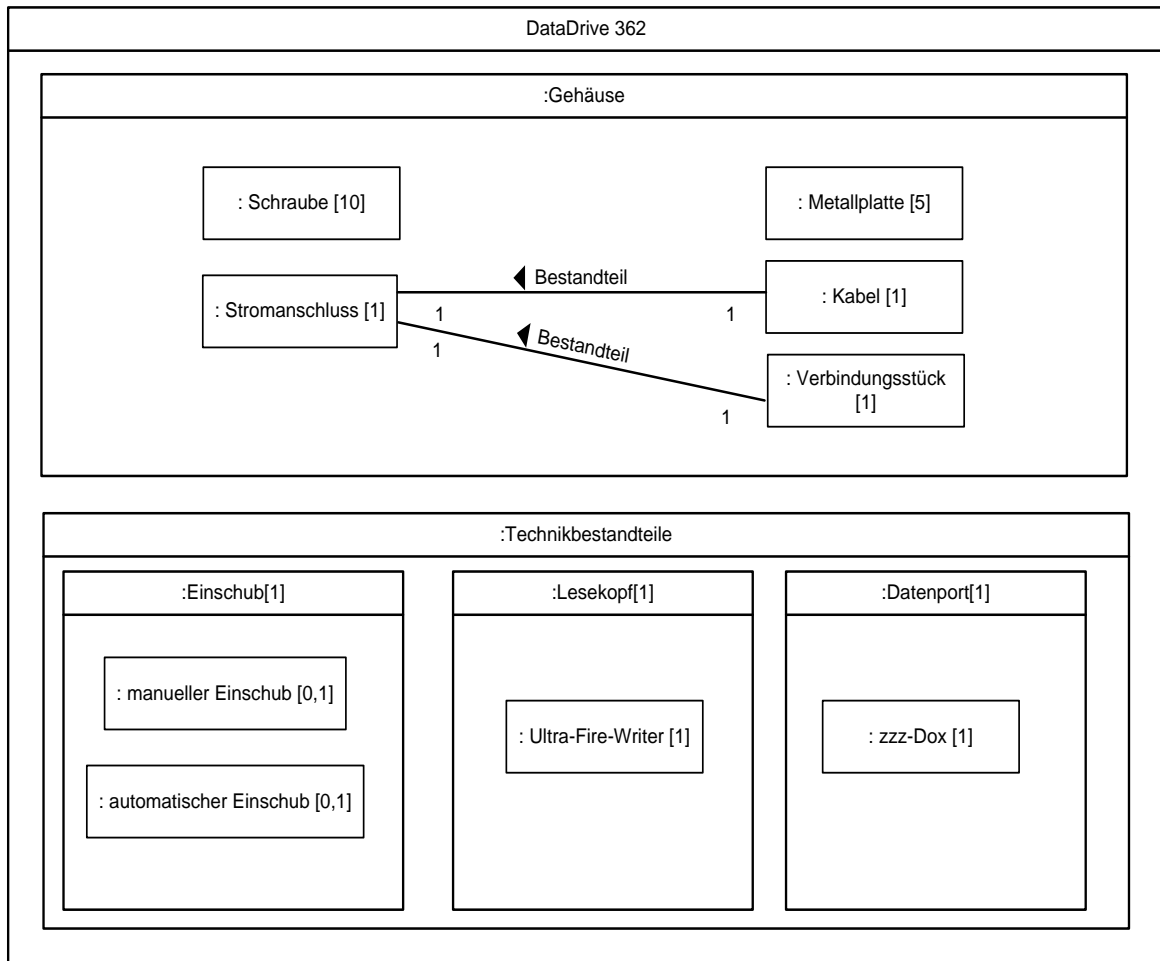 DataDrive 362
:Gehäuse
: Schraube [10]
: Metallplatte [5]
: Stromanschluss [1]
Bestandteil
1
1
: Kabel [1]
Bestandteil
1
1
: Verbindungsstück
[1]
:Technikbestandteile
:Einschub[1]
: manueller Einschub [0,1]
: automatischer Einschub [0,1]
:Lesekopf[1]
: Ultra-Fire-Writer [1]
:Datenport[1]
: zzz-Dox [1]